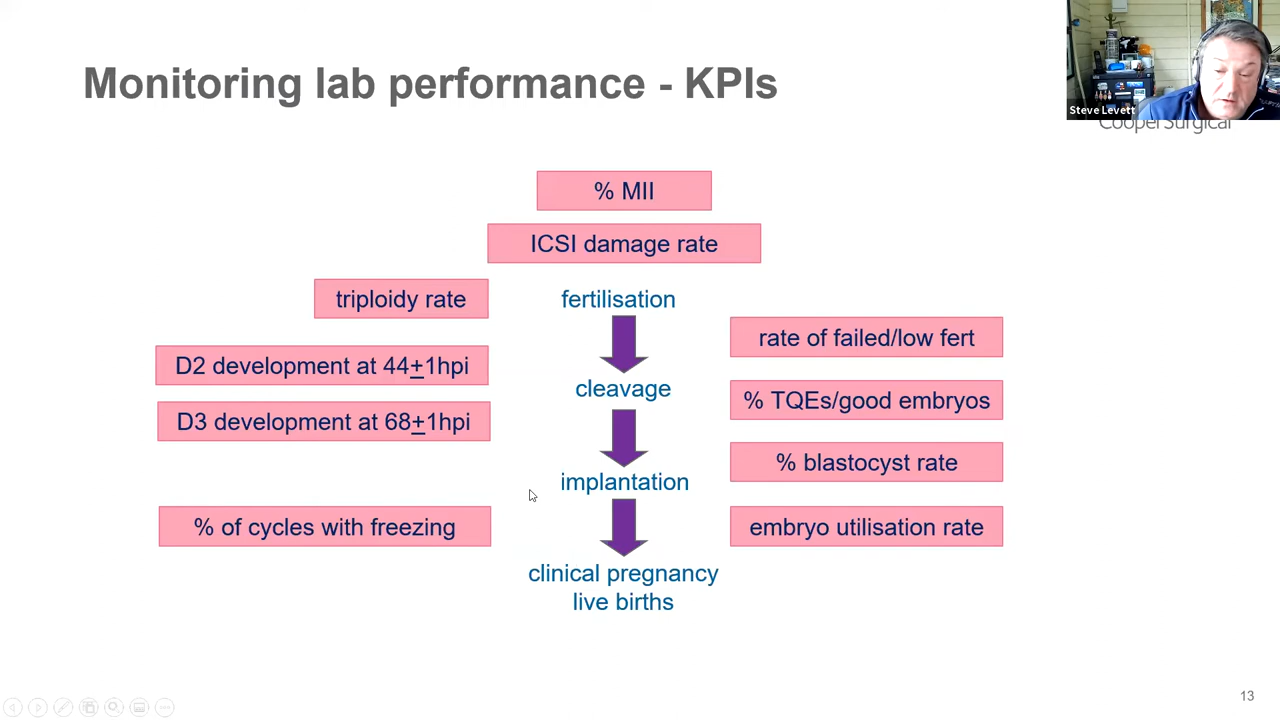 Monitoring lab performance - KPIs
Steve Levett
CooperSurgical
% MII
ICSI damage rate
triploidy rate
fertilisation
rate of failed/low fert
D2 development at 44±1hpi
cleavage
% TQEs/good embryos
D3 development at 68±1hpi
% blastocyst rate
implantation
% of cycles with freezing
embryo utilisation rate
clinical pregnancy
live births
13